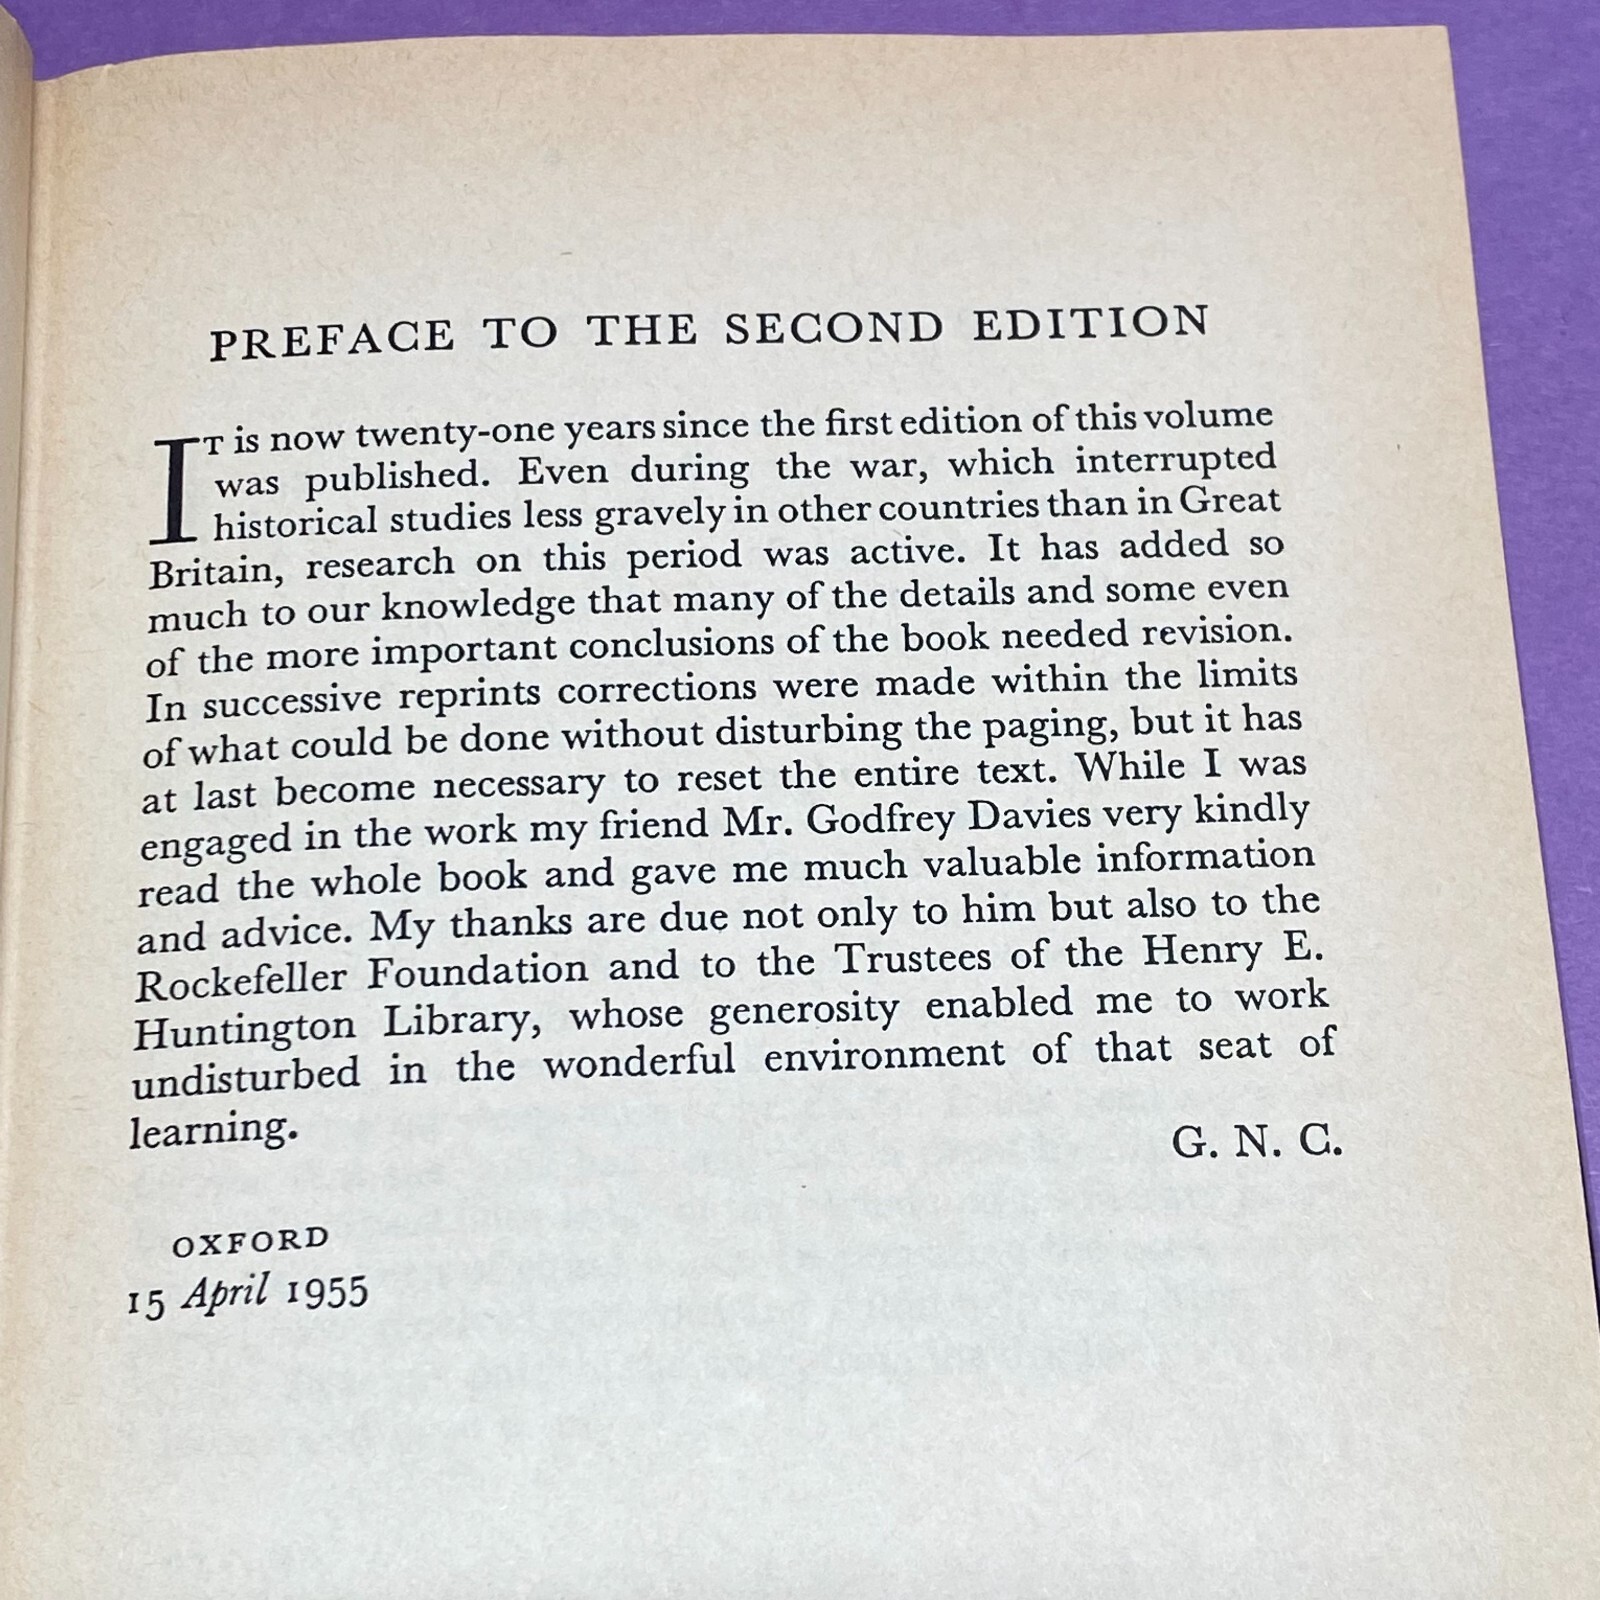 PREFACE TO THE SECOND EDITION
IT is now twenty-one years since the first edition of this volume
was published. Even during the war, which interrupted
historical studies less gravely in other countries than in Great
Britain, research on this period was active. It has added so
much to our knowledge that many of the details and some even
of the more important conclusions of the book needed revision.
In successive reprints corrections were made within the limits
of what could be done without disturbing the paging, but it has
at last become necessary to reset the entire text. While I was
engaged in the work my friend Mr. Godfrey Davies very kindly
read the whole book and gave me much valuable information
and advice. My thanks are due not only to him but also to the
Rockefeller Foundation and to the Trustees of the Henry E.
Huntington Library, whose generosity enabled me to work
undisturbed in the wonderful environment of that seat of
learning.
G. N. C.
OXFORD
15 April 1955